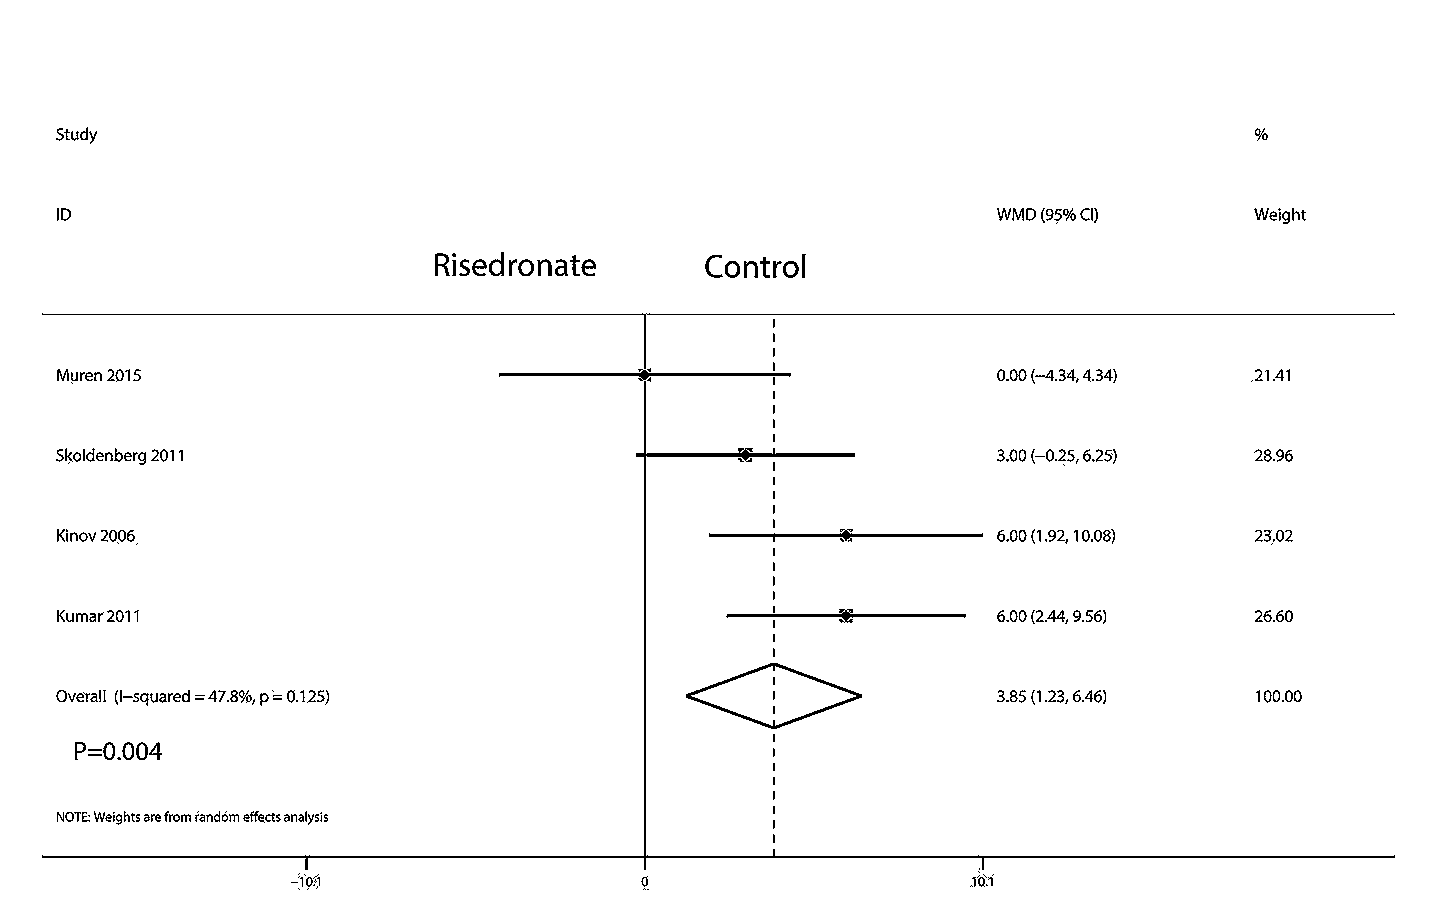 Study %
ID WMD (95% CI) Weight
Risedronate Control
Muren 2015 0.00 (−4.34, 4.34) 21.41
Skoldenberg 2011 3.00 (−0.25, 6.25) 28.96
Kinov 2006 6.00 (1.92, 10.08) 23.02
Kumar 2011 6.00 (2.44, 9.56) 26.60
Overall (I−squared = 47.8%, p = 0.125) 3.85 (1.23, 6.46) 100.00
P=0.004
NOTE: Weights are from random effects analysis
−10.1 0 10.1